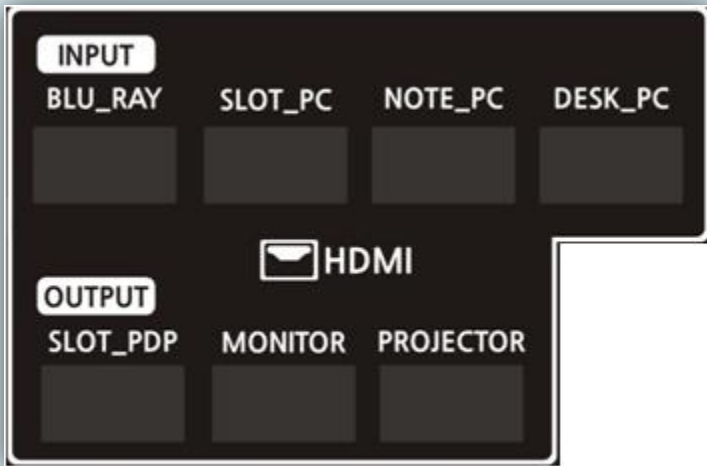 INPUT
BLU_RAY SLOT_PC NOTE_PC DESK_PC
HDMI
OUTPUT
SLOT_PDP MONITOR PROJECTOR